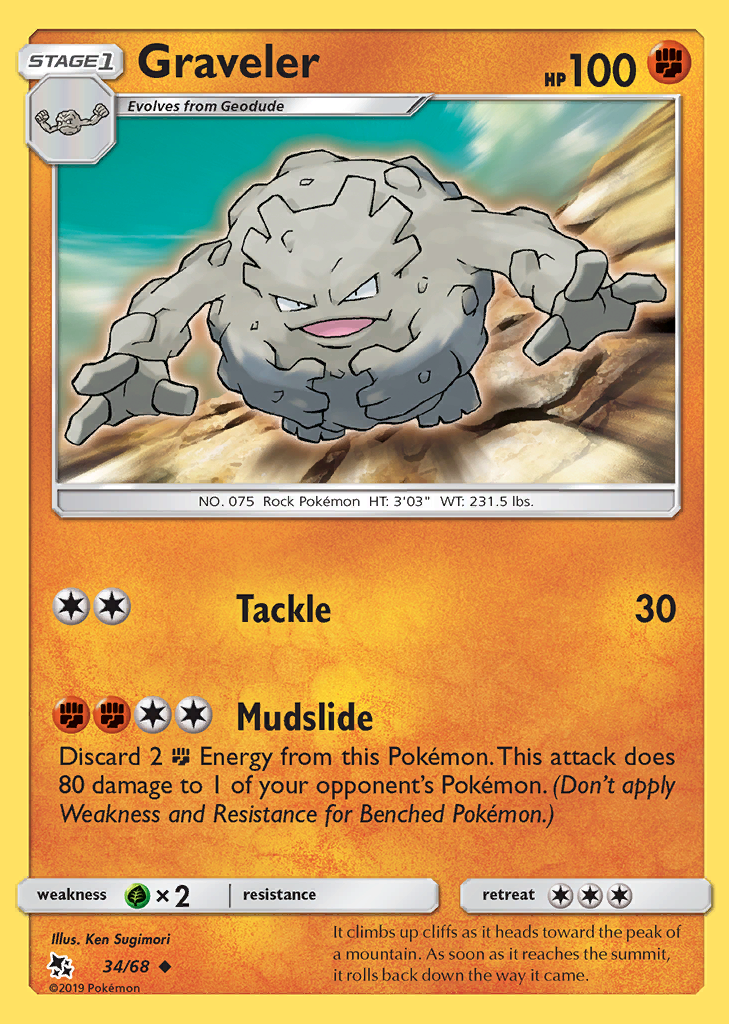 STAGE1
Graveler
HP100
Evolves from Geodude
NO. 075 Rock Pokémon HT: 3'03" WT: 231.5 lbs.
Tackle 30
Mudslide
Discard 2 Energy from this Pokémon. This attack does
80 damage to 1 of your opponent's Pokémon. (Don't apply
Weakness and Resistance for Benched Pokémon.)
weakness ×2 resistance retreat
Illus. Ken Sugimori
34/68
©2019 Pokémon
It climbs up cliffs as it heads toward the peak of
a mountain. As soon as it reaches the summit,
it rolls back down the way it came.